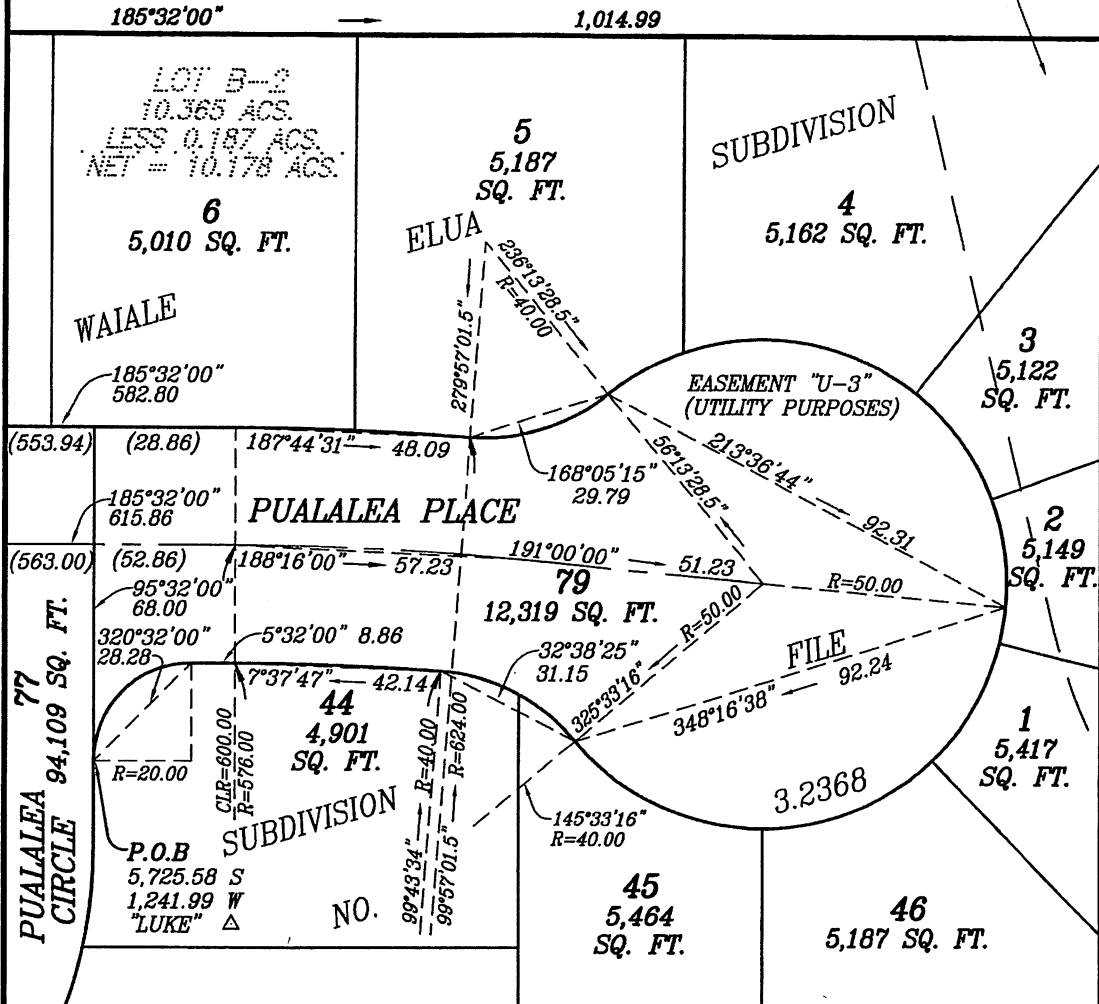 185°32'00" 1,014.99
LOT B-2
10.365 ACS.
LESS 0.187 ACS.
NET = 10.178 ACS.
6
5,010 SQ. FT.
5
5,187
SQ. FT.
SUBDIVISION
4
5,162 SQ. FT.
ELUA
WAIALE
236°13'28.5"
R=40.00
279°57'01.5"
3
5,122
SQ. FT.
185°32'00"
582.80
EASEMENT "U-3"
(UTILITY PURPOSES)
(553.94) (28.86) 187°44'31" 48.09
168°05'15"
29.79
56°13'28.5"
213°36'44"
92.31
185°32'00"
615.86
PUALALEA PLACE
2
5,149
SQ. FT.
(563.00) (52.86) 188°16'00" 57.23
191°00'00" 51.23
R=50.00
79
12,319 SQ. FT.
95°32'00"
68.00
320°32'00"
28.28
5°32'00" 8.86
R=50.00
32°38'25"
31.15
FILE
7°37'47" 42.14
325°33'16"
348°16'38" 92.24
44
4,901
SQ. FT.
R=20.00
CLR=600.00
R=576.00
R=40.00
R=624.00
99°43'34"
99°57'01.5"
1
5,417
SQ. FT.
3.2368
145°33'16"
R=40.00
SUBDIVISION
77
94,109 SQ. FT.
PUALALEA
CIRCLE
P.O.B
5,725.58 S
1,241.99 W
"LUKE" △
NO.
45
5,464
SQ. FT.
46
5,187 SQ. FT.